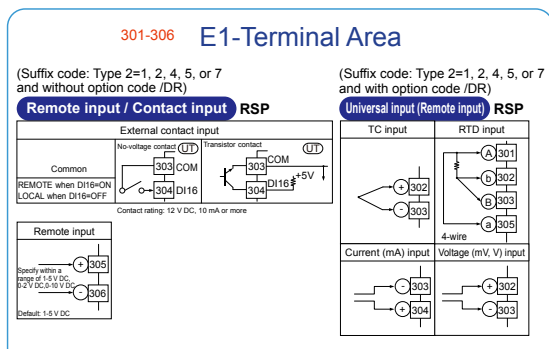 301-306 E1-Terminal Area
(Suffix code: Type 2=1, 2, 4, 5, or 7
and without option code /DR)
Remote input / Contact input RSP
External contact input
No-voltage contact UT
Transistor contact UT
Common
303 COM
303 COM
REMOTE when DI16=ON
LOCAL when DI16=OFF
304 DI16
304 DI16 +5V
Contact rating: 12 V DC, 10 mA or more
Remote input
Specify within a
range of 1-5 V DC,
0-2 V DC,0-10 V DC
+ 305
- 306
Default: 1-5 V DC
(Suffix code: Type 2=1, 2, 4, 5, or 7
and with option code /DR)
Universal input (Remote input) RSP
TC input
+ 302
- 303
RTD input
A 301
b 302
B 303
a 305
4-wire
Current (mA) input
- 303
+ 304
Voltage (mV, V) input
+ 302
- 303